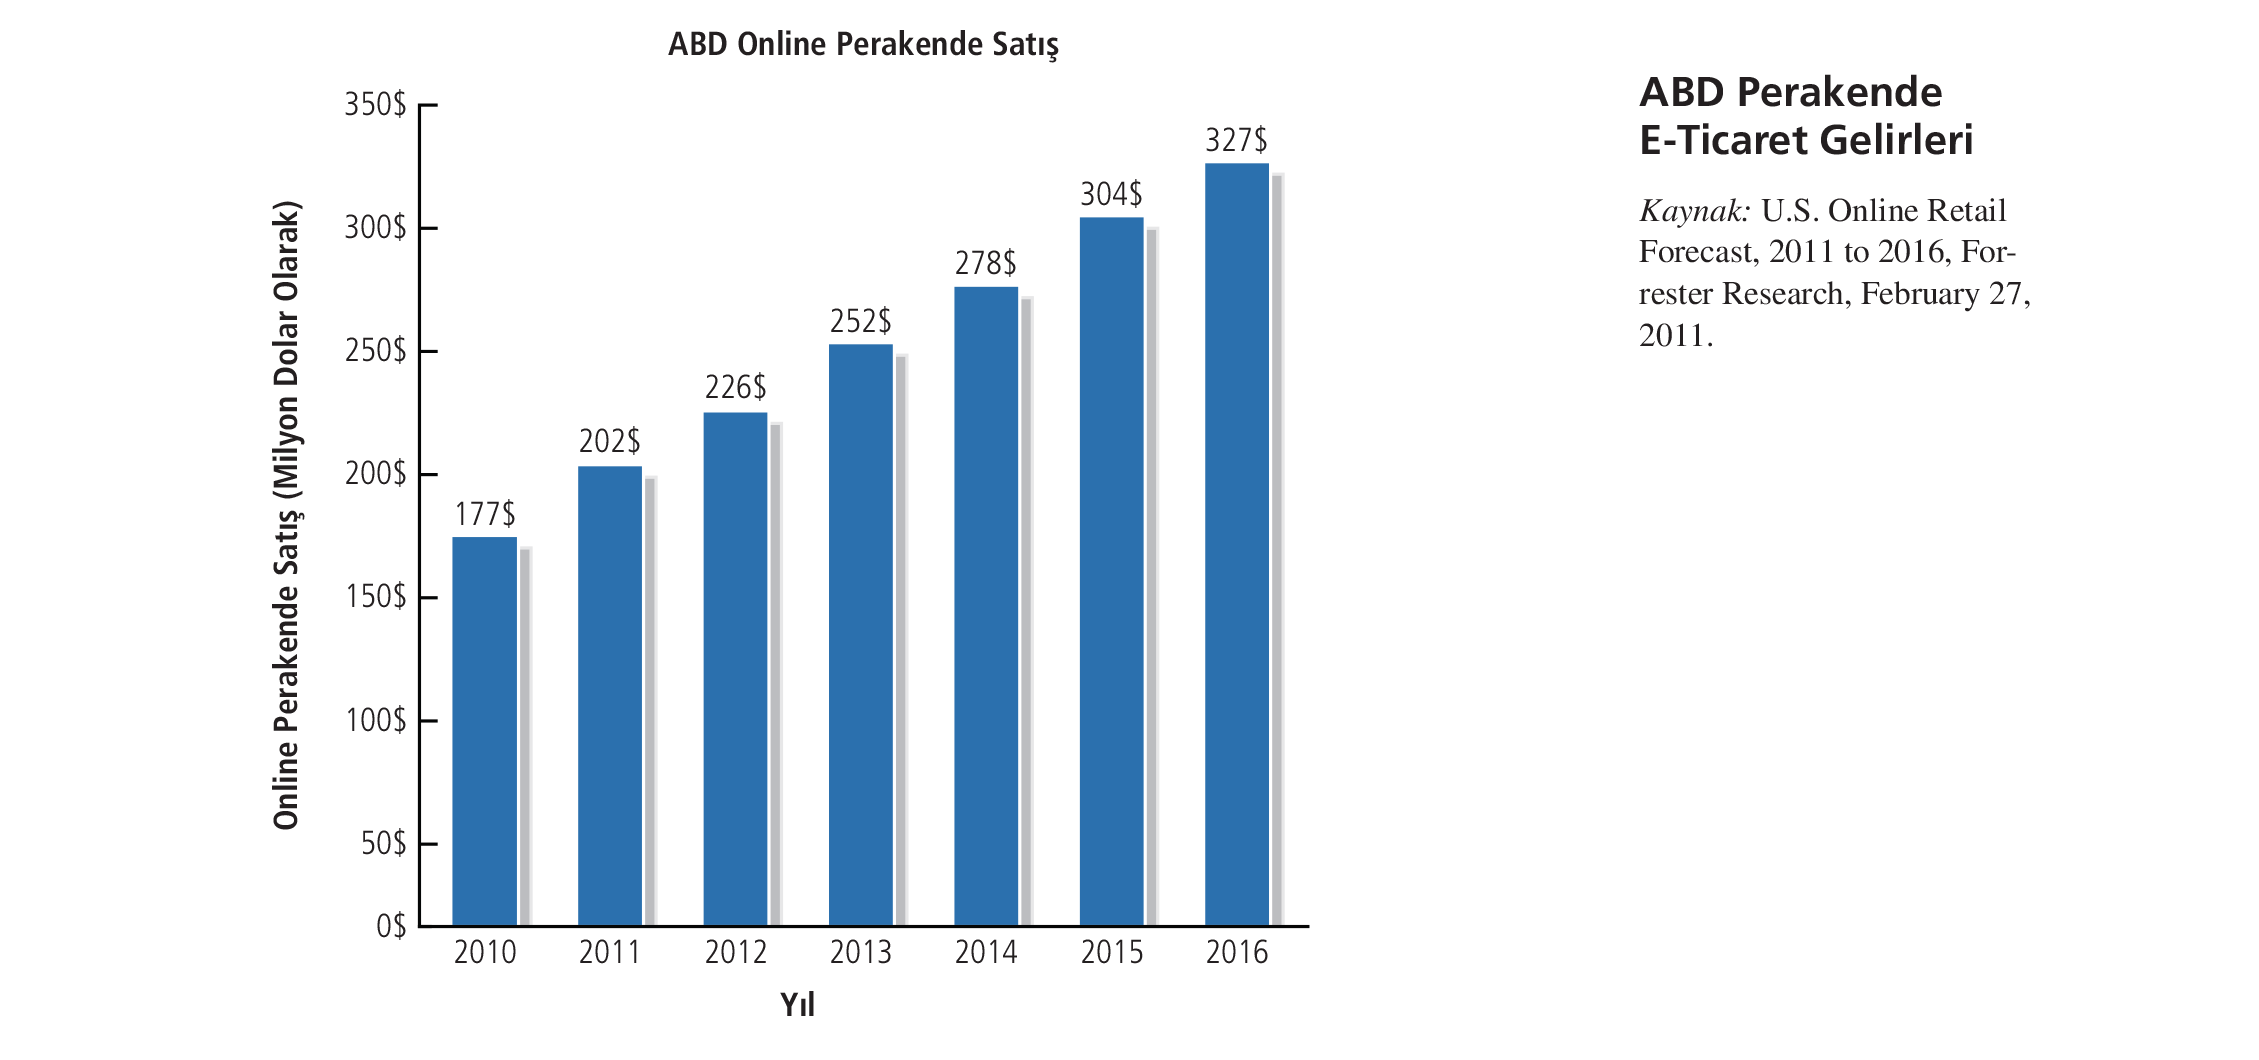 ABD Online Perakende Satış
350$
300$
250$
200$
150$
100$
50$
0$
Online Perakende Satış (Milyon Dolar Olarak)
177$
202$
226$
252$
278$
304$
327$
2010
2011
2012
2013
2014
2015
2016
Yıl
ABD Perakende
E-Ticaret Gelirleri
Kaynak: U.S. Online Retail
Forecast, 2011 to 2016, For-
rester Research, February 27,
2011.